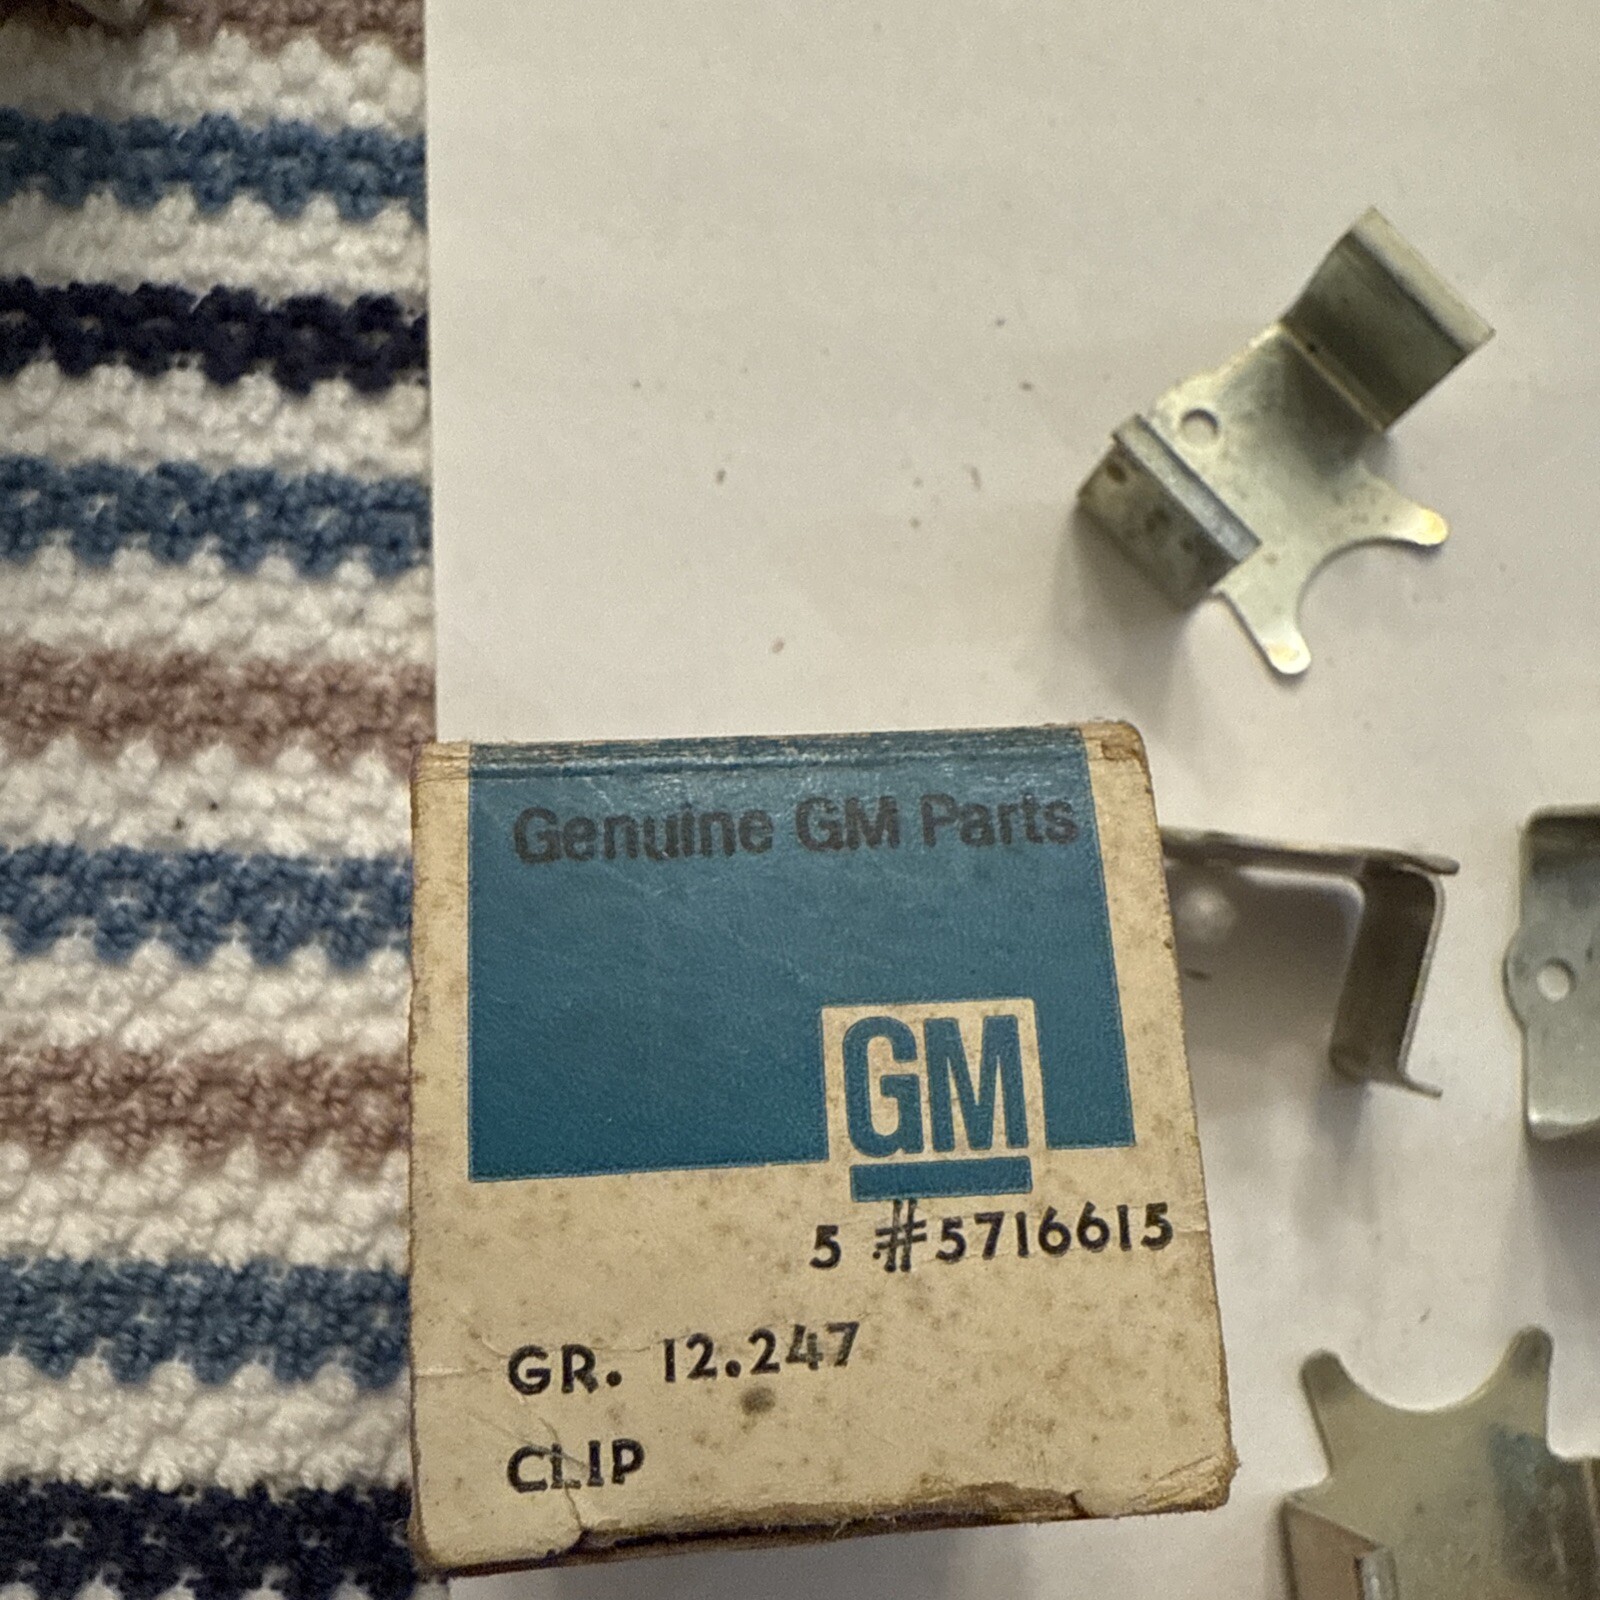 Genuine GM Parts
GM
5 #5716615
GR. 12.247
CLIP